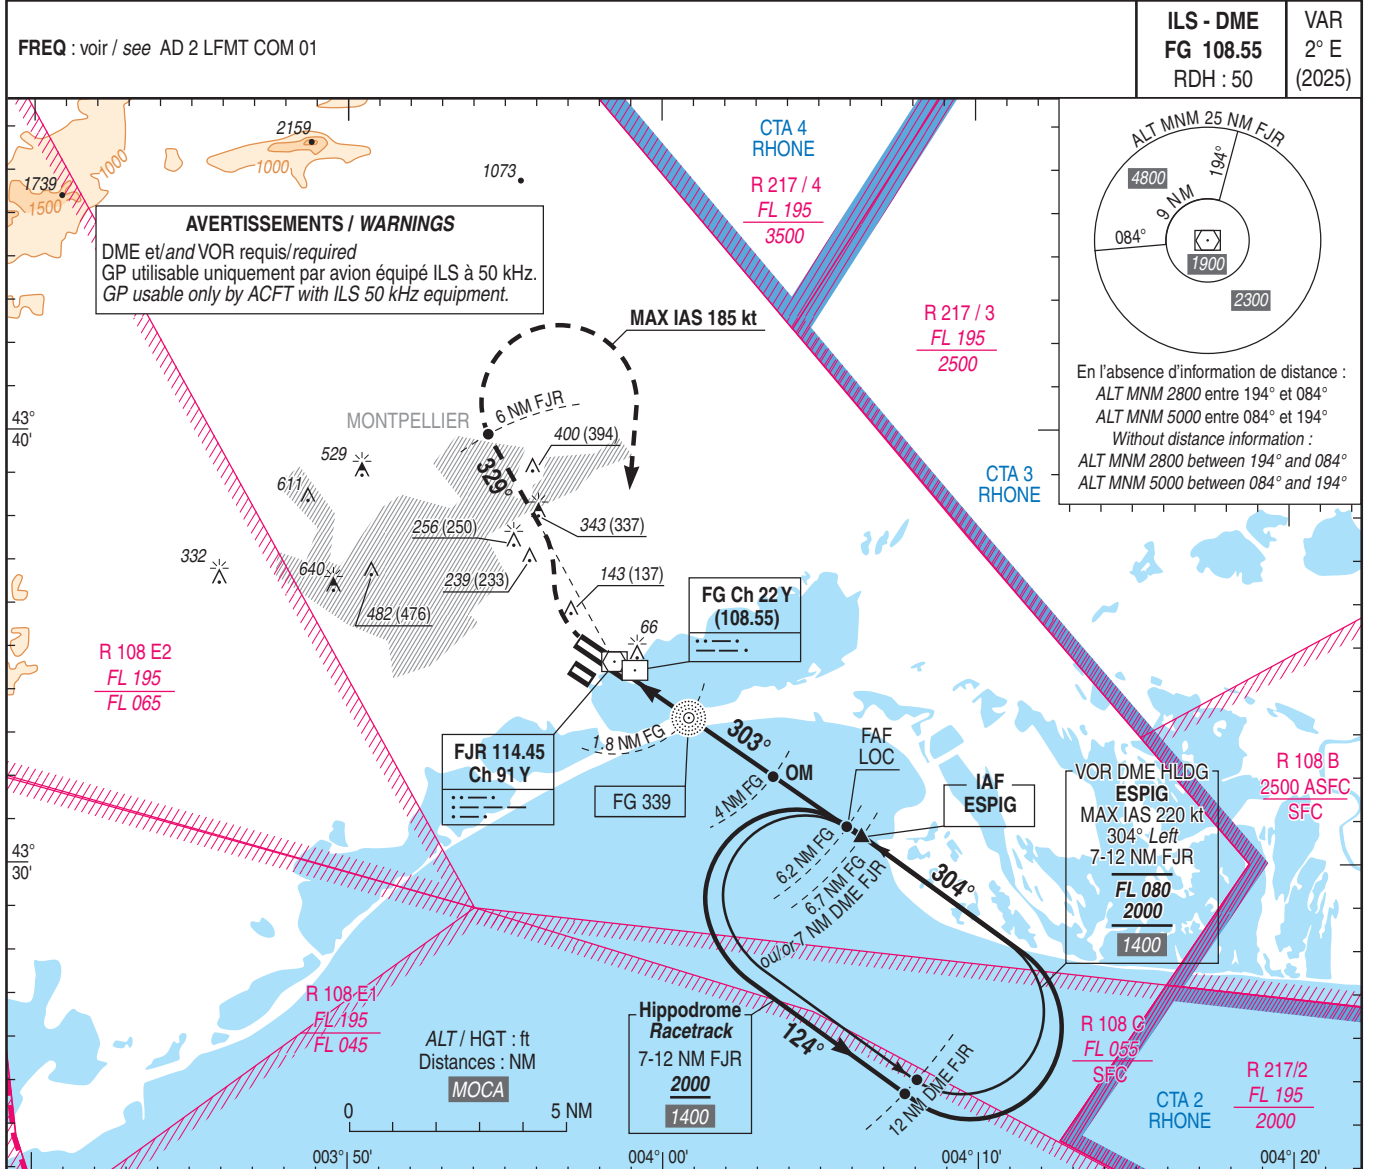 FREQ : voir / see AD 2 LFMT COM 01
ILS - DME
FG 108.55
RDH : 50
VAR
2° E
(2025)
2159
1000
1000
1739
1500
1073
AVERTISSEMENTS / WARNINGS
DME et/and VOR requis/required
GP utilisable uniquement par avion équipé ILS à 50 kHz.
GP usable only by ACFT with ILS 50 kHz equipment.
CTA 4
RHONE
R 217 / 4
FL 195
3500
ALT MNM 25 NM FJR
194°
4800
9 NM
084°
1900
2300
En l'absence d'information de distance :
ALT MNM 2800 entre 194° et 084°
ALT MNM 5000 entre 084° et 194°
Without distance information :
ALT MNM 2800 between 194° and 084°
ALT MNM 5000 between 084° and 194°
MAX IAS 185 kt
R 217 / 3
FL 195
2500
43°
40'
MONTPELLIER
6 NM FJR
400 (394)
529
329°
611
CTA 3
RHONE
256 (250)
343 (337)
332
640
239 (233)
143 (137)
482 (476)
FG Ch 22 Y
(108.55)
66
R 108 E2
FL 195
FL 065
FJR 114.45
Ch 91 Y
1.8 NM FG
303°
FAF
LOC
OM
4 NM FG
FG 339
IAF
ESPIG
VOR DME HLDG
ESPIG
MAX IAS 220 kt
304° Left
7-12 NM FJR
FL 080
2000
1400
R 108 B
2500 ASFC
SFC
43°
30'
6.2 NM FG
6.7 NM FG
ou/or 7 NM DME FJR
304°
R 108 E1
FL 195
FL 045
ALT / HGT : ft
Distances : NM
MOCA
0
5 NM
Hippodrome
Racetrack
7-12 NM FJR
2000
1400
124°
12 NM DME FJR
R 108 C
FL 055
SFC
CTA 2
RHONE
R 217/2
FL 195
2000
003° 50'
004° 00'
004° 10'
004° 20'